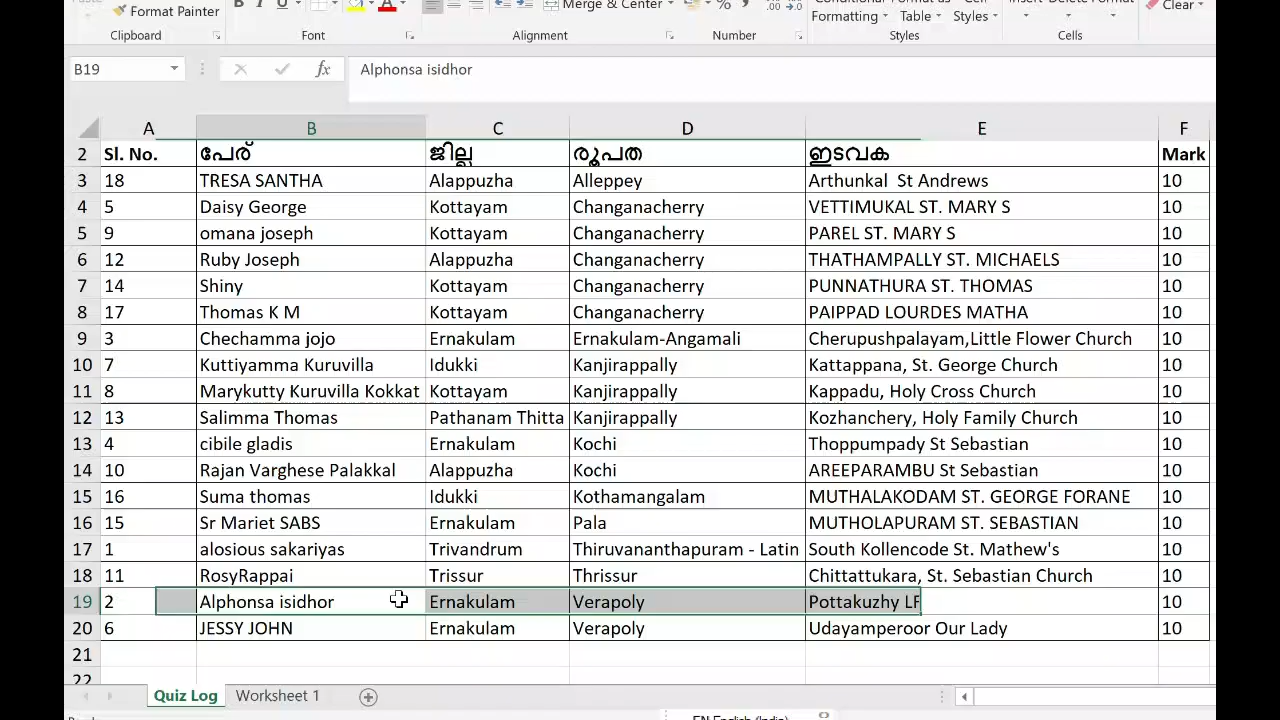 Format Painter
B I U A
Merge & Center % ,
Formatting Table Styles
Clear
Clipboard Font Alignment Number Styles Cells
B19 fx Alphonsa isidhor
A B C D E F
2 Sl. No. പേര് ജില്ല രൂപത ഇടവക Mark
3 18 TRESA SANTHA Alappuzha Alleppey Arthunkal St Andrews 10
4 5 Daisy George Kottayam Changanacherry VETTIMUKAL ST. MARY S 10
5 9 omana joseph Kottayam Changanacherry PAREL ST. MARY S 10
6 12 Ruby Joseph Alappuzha Changanacherry THATHAMPALLY ST. MICHAELS 10
7 14 Shiny Kottayam Changanacherry PUNNATHURA ST. THOMAS 10
8 17 Thomas K M Kottayam Changanacherry PAIPPAD LOURDES MATHA 10
9 3 Chechamma jojo Ernakulam Ernakulam-Angamali Cherupushpalayam,Little Flower Church 10
10 7 Kuttiyamma Kuruvilla Idukki Kanjirappally Kattappana, St. George Church 10
11 8 Marykutty Kuruvilla Kokkat Kottayam Kanjirappally Kappadu, Holy Cross Church 10
12 13 Salimma Thomas Pathanam Thitta Kanjirappally Kozhanchery, Holy Family Church 10
13 4 cibile gladis Ernakulam Kochi Thoppumpady St Sebastian 10
14 10 Rajan Varghese Palakkal Alappuzha Kochi AREEPARAMBU St Sebastian 10
15 16 Suma thomas Idukki Kothamangalam MUTHALAKODAM ST. GEORGE FORANE 10
16 15 Sr Mariet SABS Ernakulam Pala MUTHOLAPURAM ST. SEBASTIAN 10
17 1 alosious sakariyas Trivandrum Thiruvananthapuram - Latin South Kollencode St. Mathew's 10
18 11 RosyRappai Trissur Thrissur Chittattukara, St. Sebastian Church 10
19 2 Alphonsa isidhor Ernakulam Verapoly Pottakuzhy LF 10
20 6 JESSY JOHN Ernakulam Verapoly Udayamperoor Our Lady 10
21
22
Quiz Log Worksheet 1
EN English (India)